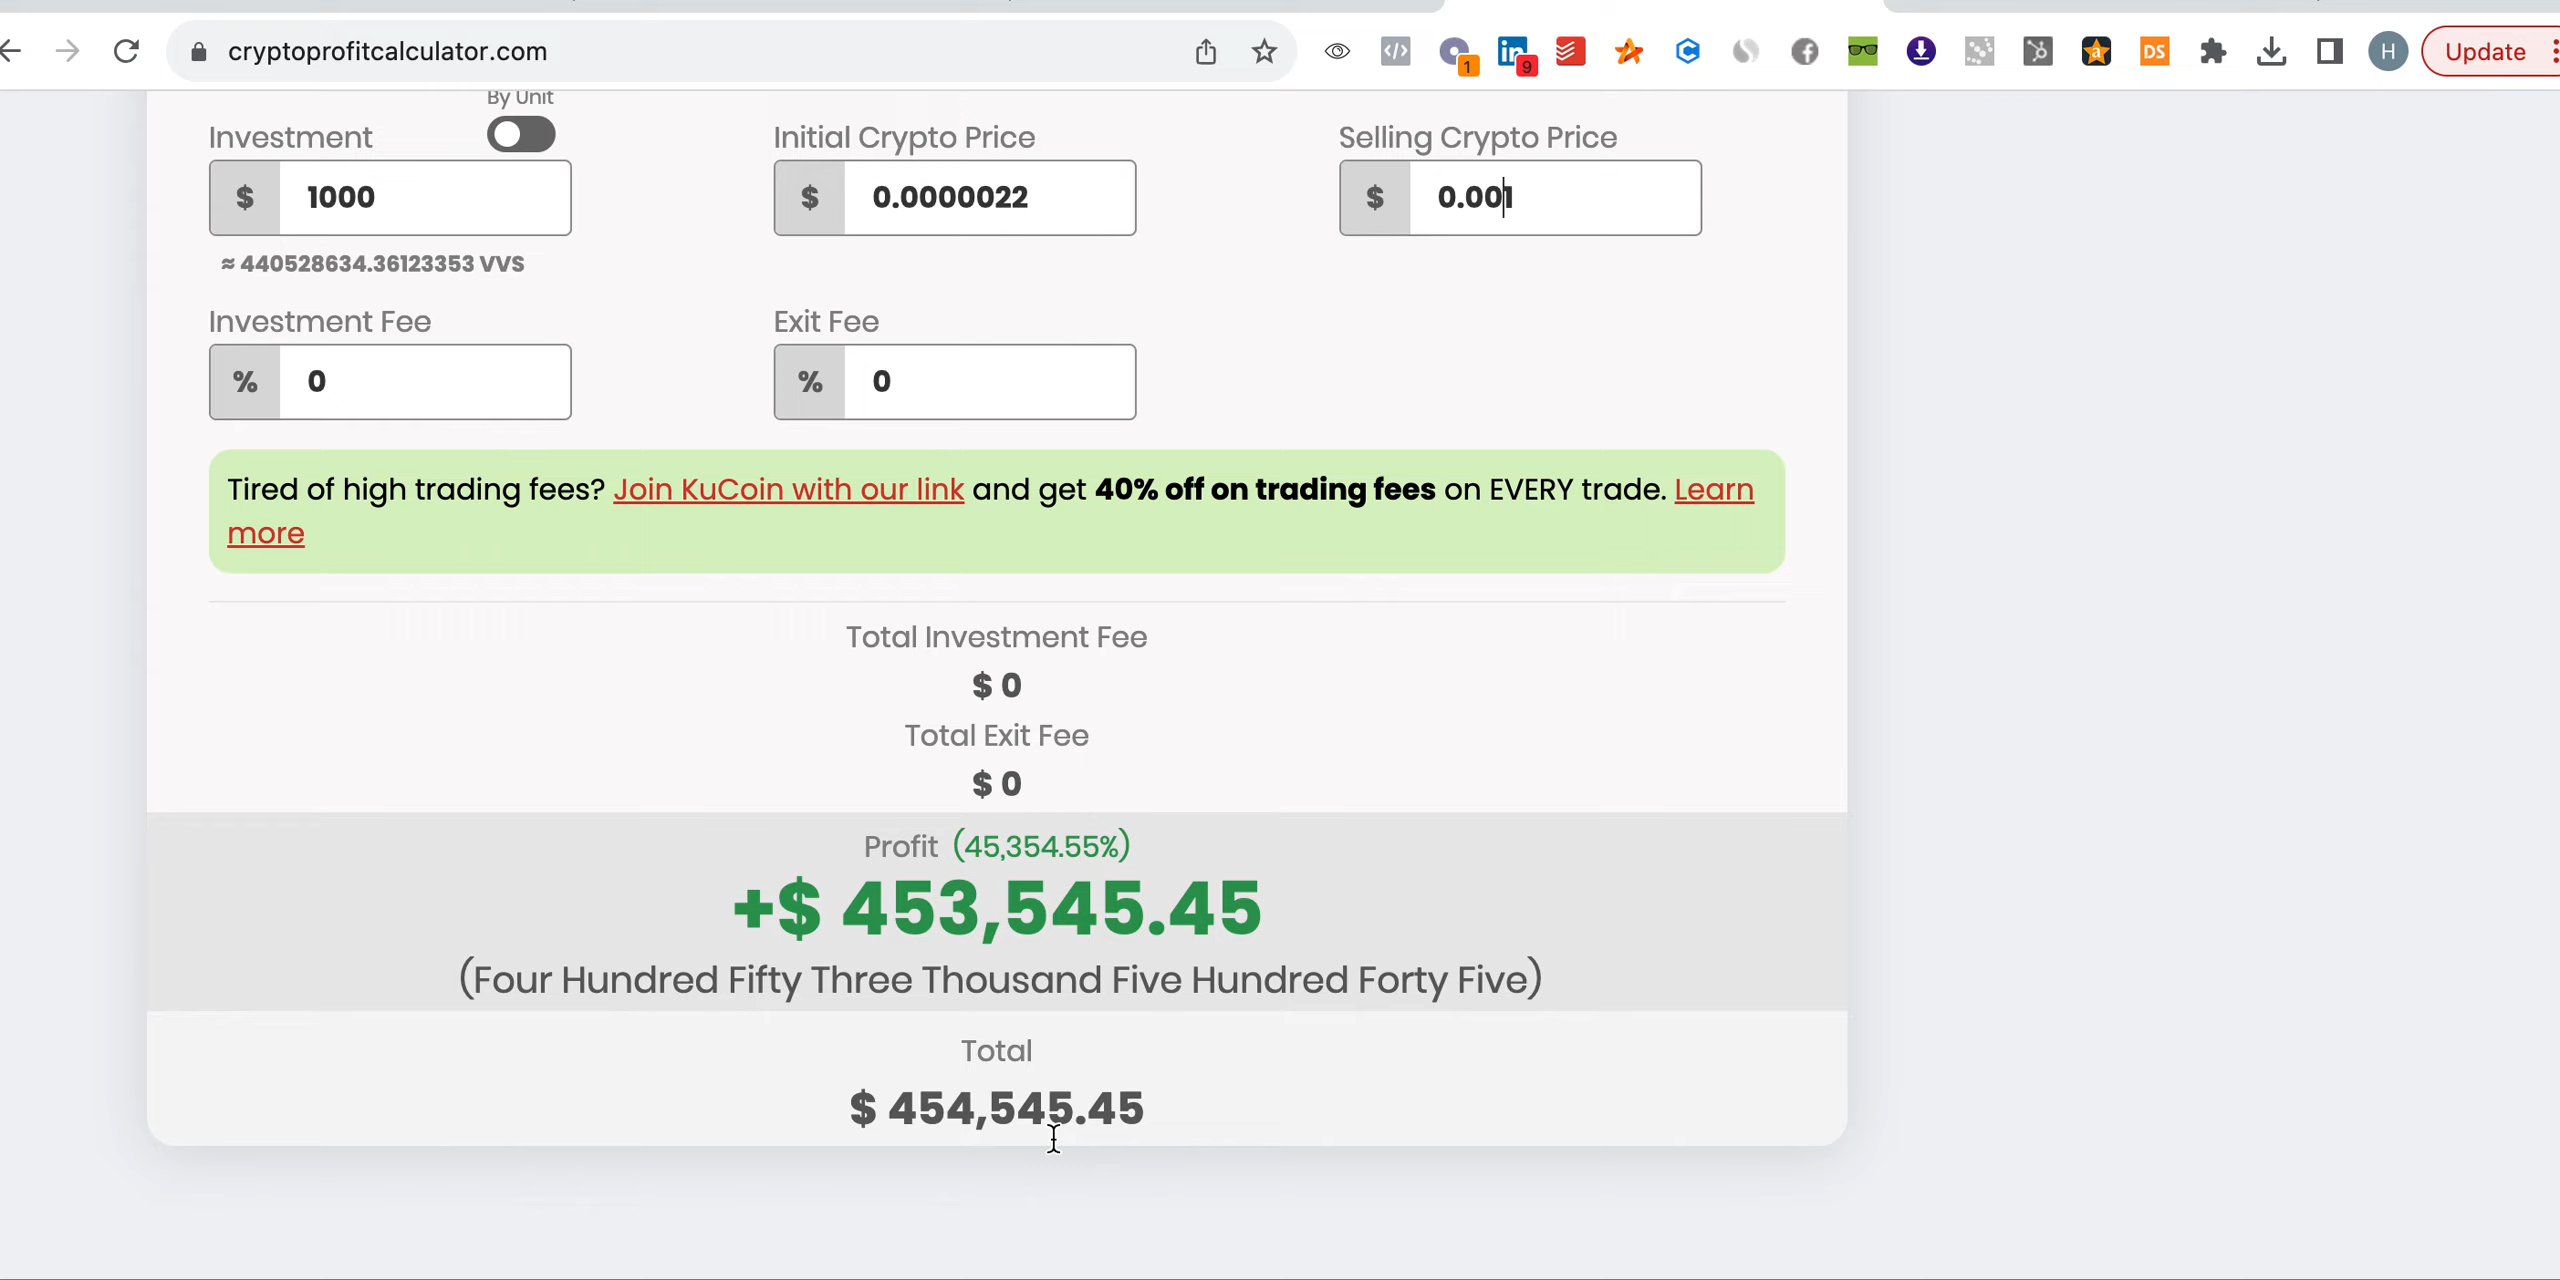 cryptoprofitcalculator.com
1
9
DS
H
Update
By Unit
Investment
Initial Crypto Price
Selling Crypto Price
$ 1000
$ 0.0000022
$ 0.001
≈ 440528634.36123353 VVS
Investment Fee
Exit Fee
% 0
% 0
Tired of high trading fees? Join KuCoin with our link and get 40% off on trading fees on EVERY trade. Learn
more
Total Investment Fee
$ 0
Total Exit Fee
$ 0
Profit (45,354.55%)
+$ 453,545.45
(Four Hundred Fifty Three Thousand Five Hundred Forty Five)
Total
$ 454,545.45